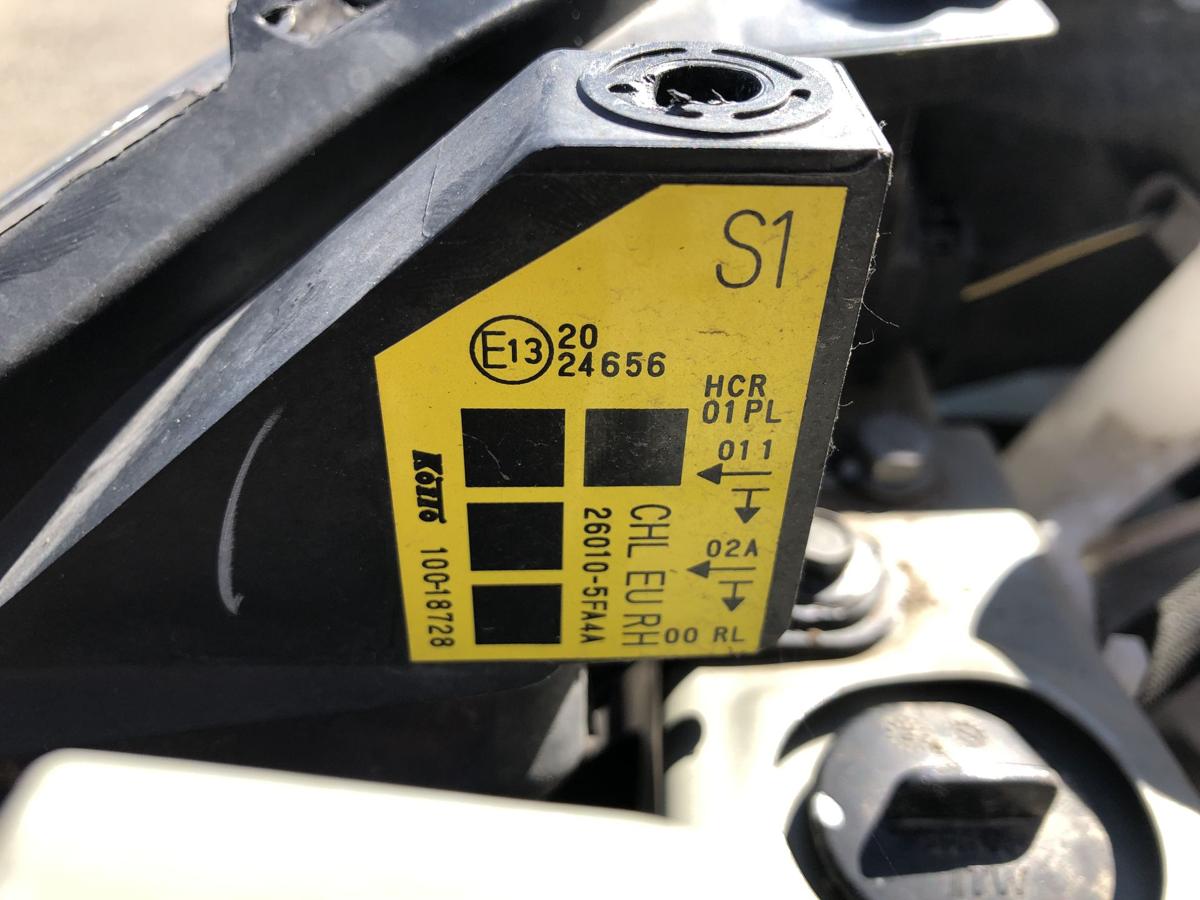 S1
E13 20
24656
HCR
01PL
011
02A
00 RL
CHL EU RH
26010-5FA4A
KOITO 100-18728